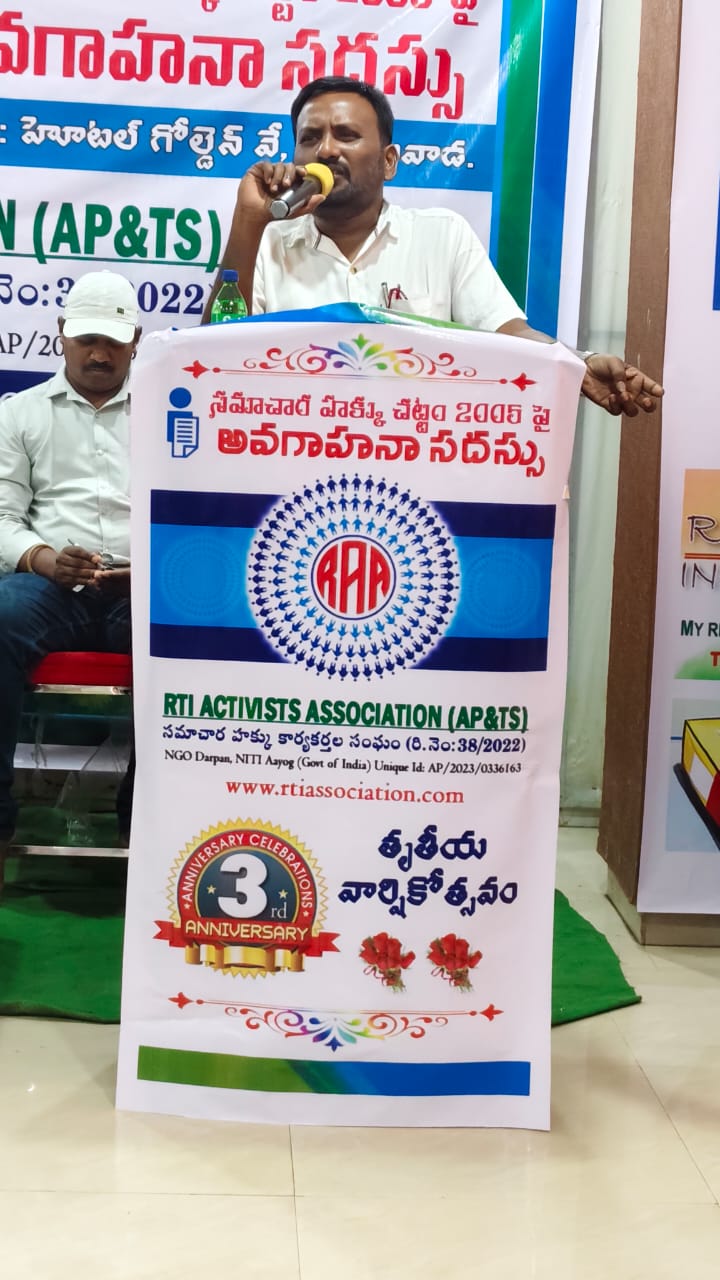 అవగాహనా సదస్సు
: హెూటల్ గోల్డెన్ వే,
(AP&TS)
2022)
సమాచార హక్కు చట్టం 2005 పై
అవగాహనా సదస్సు
RAA
RTI ACTIVISTS ASSOCIATION (AP&TS)
సమాచార హక్కు కార్యకర్తల సంఘం (రి.నెం:38/2022)
NGO Darpan, NITI Aayog (Govt of India) Unique Id: AP/2023/0336163
www.rtiassociation.com
ANNIVERSARY CELEBRATIONS
3rd
ANNIVERSARY
తృతీయ
వార్షికోత్సవం
IN
MY